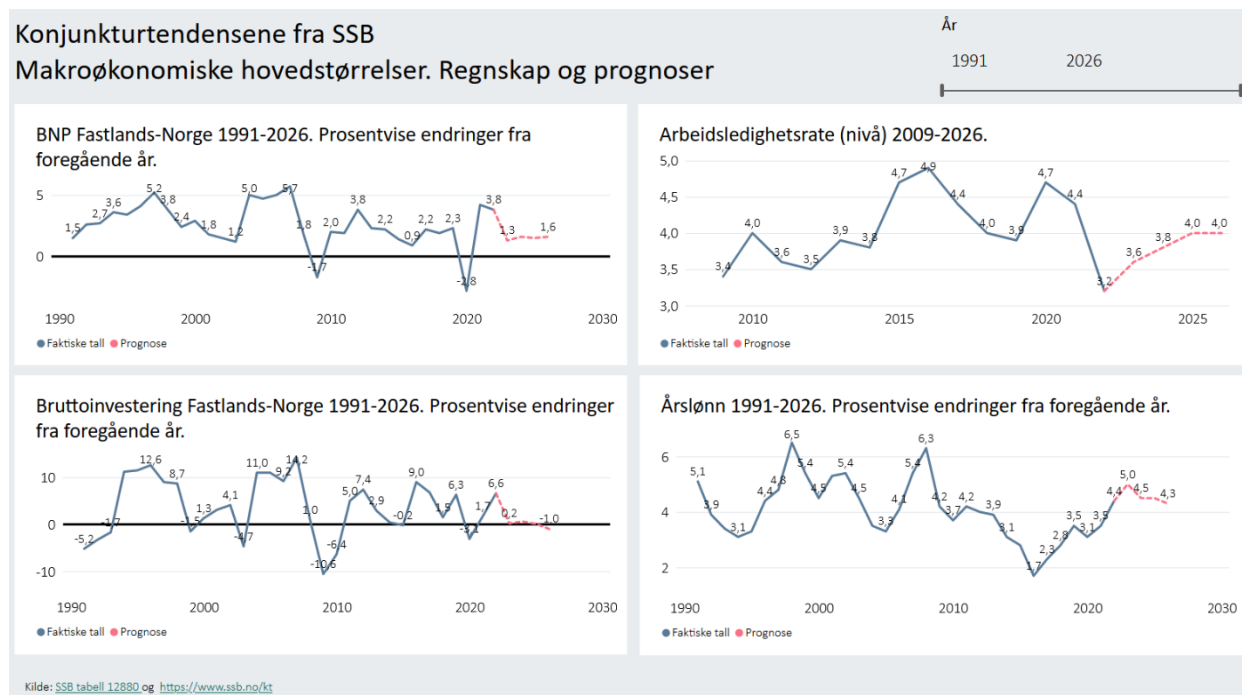 Konjunkturtendensene fra SSB
Makroøkonomiske hovedstørrelser. Regnskap og prognoser
År
1991 2026
BNP Fastlands-Norge 1991-2026. Prosentvise endringer fra
foregående år.
5
0
1,5 2,7 3,6 5,2 3,8 2,4 1,8 1,2 5,0 5,7 1,8 -1,7 2,0 3,8 2,2 0,9 2,2 2,3 -2,8 3,8 1,3 1,6
1990 2000 2010 2020 2030
Faktiske tall Prognose
Arbeidsledighetsrate (nivå) 2009-2026.
5,0
4,5
4,0
3,5
3,0
3,4 4,0 3,6 3,5 3,9 3,8 4,7 4,9 4,4 4,0 3,9 4,7 4,4 3,2 3,6 3,8 4,0 4,0
2010 2015 2020 2025
Faktiske tall Prognose
Bruttoinvestering Fastlands-Norge 1991-2026. Prosentvise endringer
fra foregående år.
10
0
-10
-5,2 -1,7 12,6 8,7 -1,5 1,3 4,1 -4,7 11,0 9,2 14,2 1,0 -10,6 -6,4 5,0 7,4 2,9 -0,2 9,0 1,5 6,3 -3,1 1,7 6,6 0,2 -1,0
1990 2000 2010 2020 2030
Faktiske tall Prognose
Årslønn 1991-2026. Prosentvise endringer fra foregående år.
6
4
2
5,1 3,9 3,1 4,4 4,8 6,5 5,4 4,5 5,4 4,5 3,3 4,1 5,4 6,3 4,2 3,7 4,2 3,9 3,1 1,7 2,3 2,8 3,5 3,1 3,5 4,4 5,0 4,5 4,3
1990 2000 2010 2020 2030
Faktiske tall Prognose
Kilde: SSB tabell 12880 og https://www.ssb.no/kt